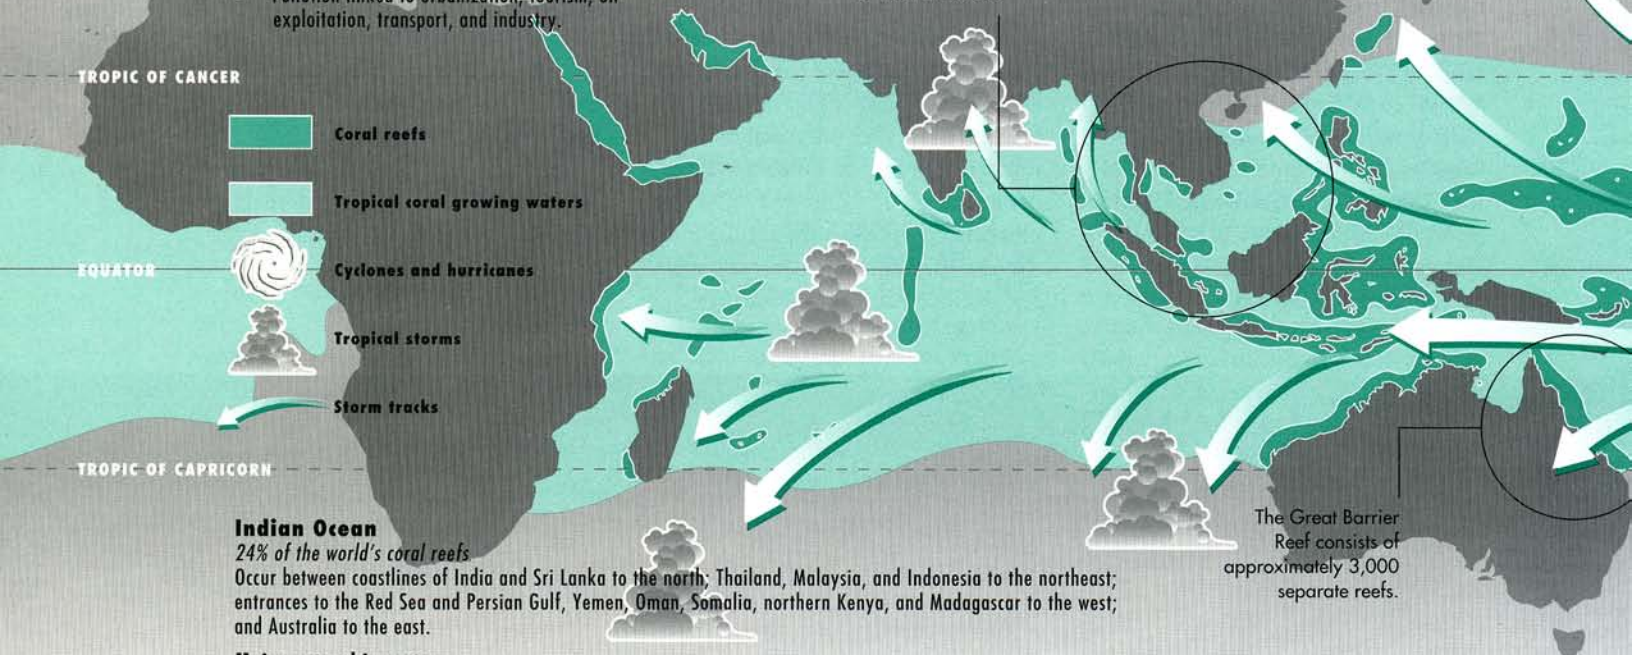 exploitation, transport, and industry.
TROPIC OF CANCER
Coral reefs
Tropical coral growing waters
EQUATOR
Cyclones and hurricanes
Tropical storms
Storm tracks
TROPIC OF CAPRICORN
Indian Ocean
24% of the world's coral reefs
Occur between coastlines of India and Sri Lanka to the north; Thailand, Malaysia, and Indonesia to the northeast;
entrances to the Red Sea and Persian Gulf, Yemen, Oman, Somalia, northern Kenya, and Madagascar to the west;
and Australia to the east.
The Great Barrier
Reef consists of
approximately 3,000
separate reefs.